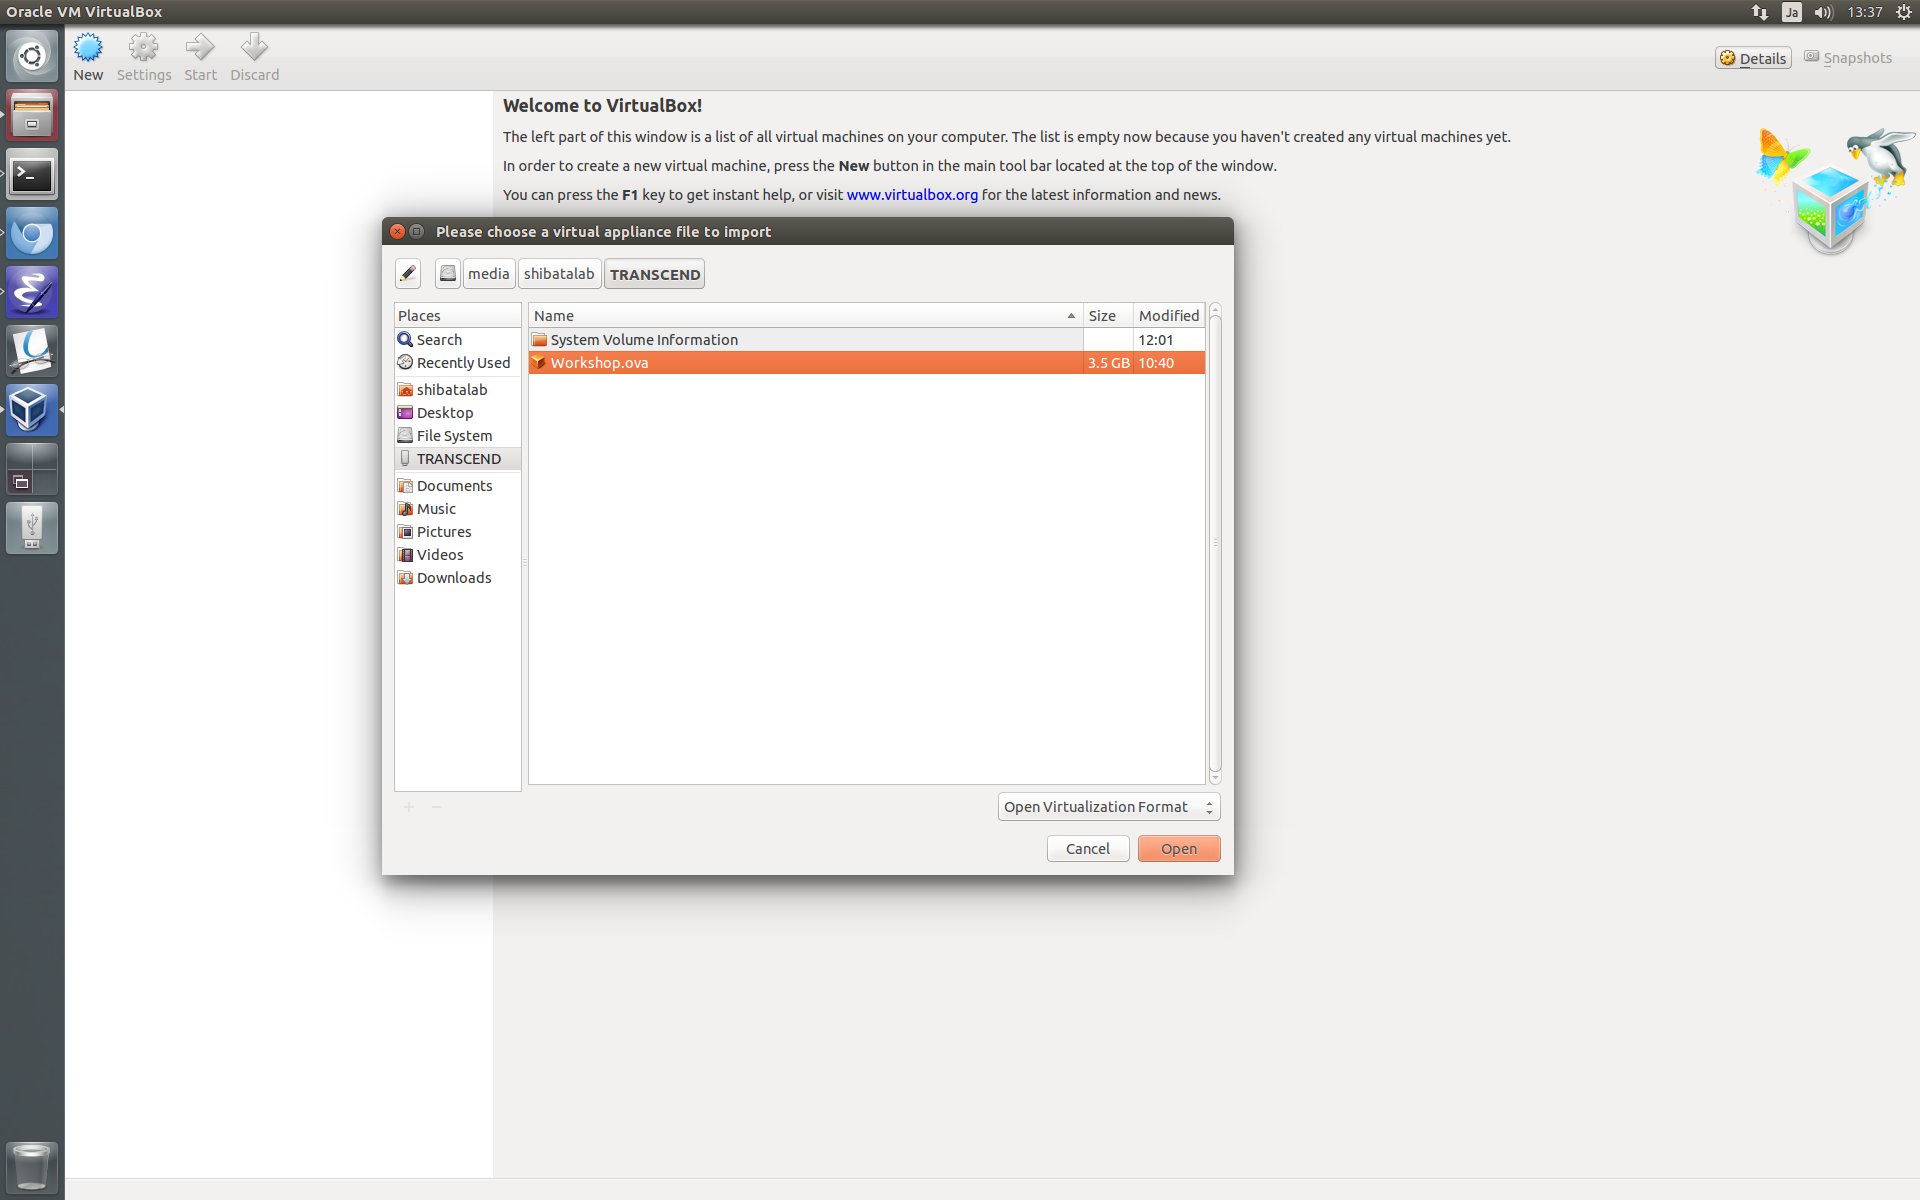 Oracle VM VirtualBox
Ja
13:37
New
Settings
Start
Discard
Details
Snapshots
Welcome to VirtualBox!
The left part of this window is a list of all virtual machines on your computer. The list is empty now because you haven't created any virtual machines yet.
In order to create a new virtual machine, press the New button in the main tool bar located at the top of the window.
You can press the F1 key to get instant help, or visit www.virtualbox.org for the latest information and news.
Please choose a virtual appliance file to import
media
shibatalab
TRANSCEND
Places
Search
Recently Used
shibatalab
Desktop
File System
TRANSCEND
Documents
Music
Pictures
Videos
Downloads
Name Size Modified
System Volume Information 12:01
Workshop.ova 3.5 GB 10:40
Open Virtualization Format
Cancel
Open